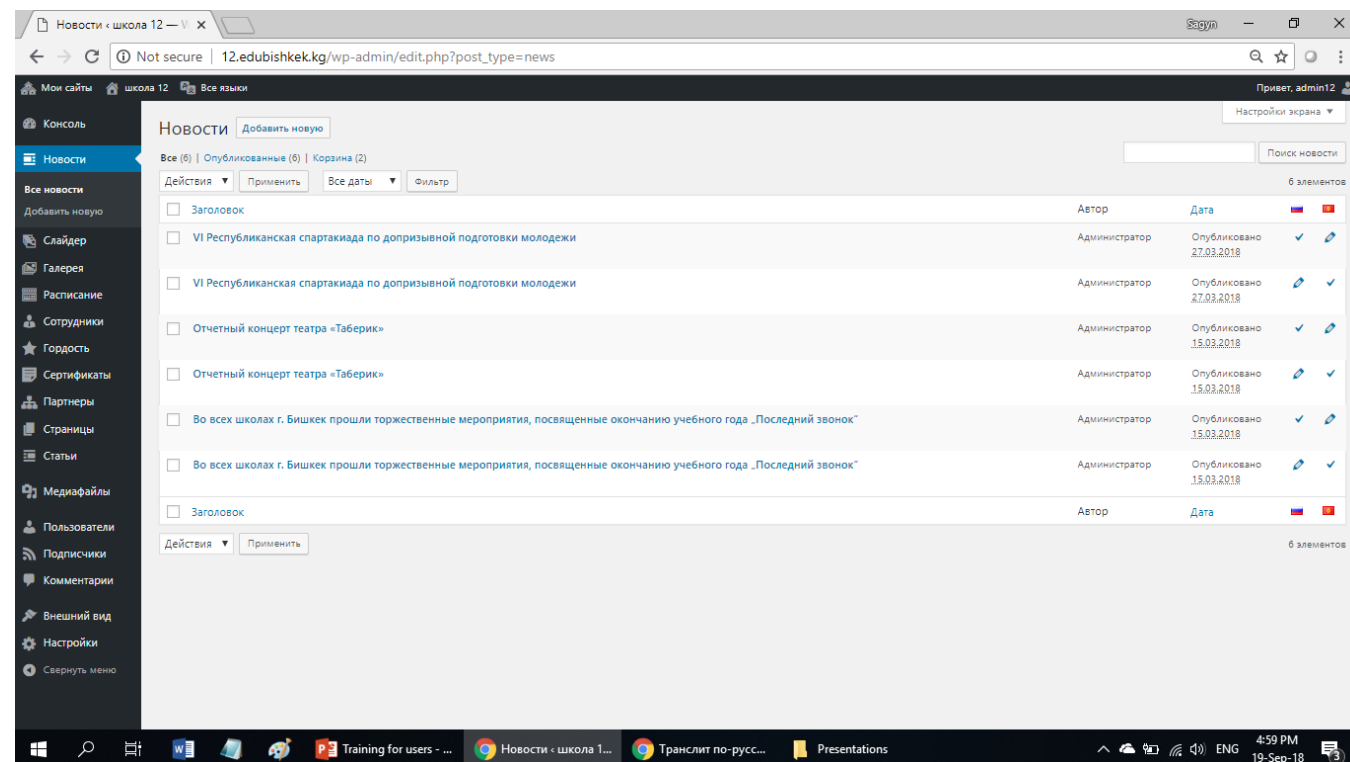 Новости ‹ школа 12 — W
Sagyn
Not secure | 12.edubishkek.kg/wp-admin/edit.php?post_type=news
Мои сайты школа 12 Все языки Привет, admin12
Настройки экрана ▼
Консоль
Новости
Все новости
Добавить новую
Слайдер
Галерея
Расписание
Сотрудники
Гордость
Сертификаты
Партнеры
Страницы
Статьи
Медиафайлы
Пользователи
Подписчики
Комментарии
Внешний вид
Настройки
Свернуть меню
Новости Добавить новую
Все (6) | Опубликованные (6) | Корзина (2)
Поиск новости
Действия ▼ Применить Все даты ▼ Фильтр 6 элементов
Заголовок Автор Дата
VI Республиканская спартакиада по допризывной подготовки молодежи Администратор Опубликовано
27.03.2018
VI Республиканская спартакиада по допризывной подготовки молодежи Администратор Опубликовано
27.03.2018
Отчетный концерт театра «Таберик» Администратор Опубликовано
15.03.2018
Отчетный концерт театра «Таберик» Администратор Опубликовано
15.03.2018
Во всех школах г. Бишкек прошли торжественные мероприятия, посвященные окончанию учебного года „Последний звонок“ Администратор Опубликовано
15.03.2018
Во всех школах г. Бишкек прошли торжественные мероприятия, посвященные окончанию учебного года „Последний звонок“ Администратор Опубликовано
15.03.2018
Заголовок Автор Дата
Действия ▼ Применить 6 элементов
Training for users - ... Новости ‹ школа 1... Транслит по-русс... Presentations ENG
4:59 PM
19-Sep-18
3